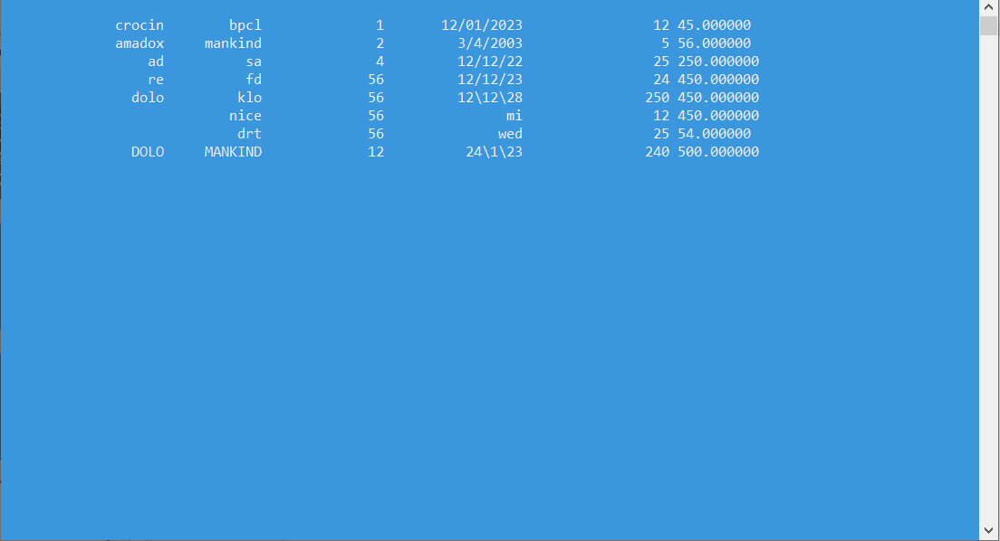 crocin bpcl 1 12/01/2023 12 45.000000
amadox mankind 2 3/4/2003 5 56.000000
ad sa 4 12/12/22 25 250.000000
re fd 56 12/12/23 24 450.000000
dolo klo 56 12\12\28 250 450.000000
nice 56 mi 12 450.000000
drt 56 wed 25 54.000000
DOLO MANKIND 12 24\1\23 240 500.000000